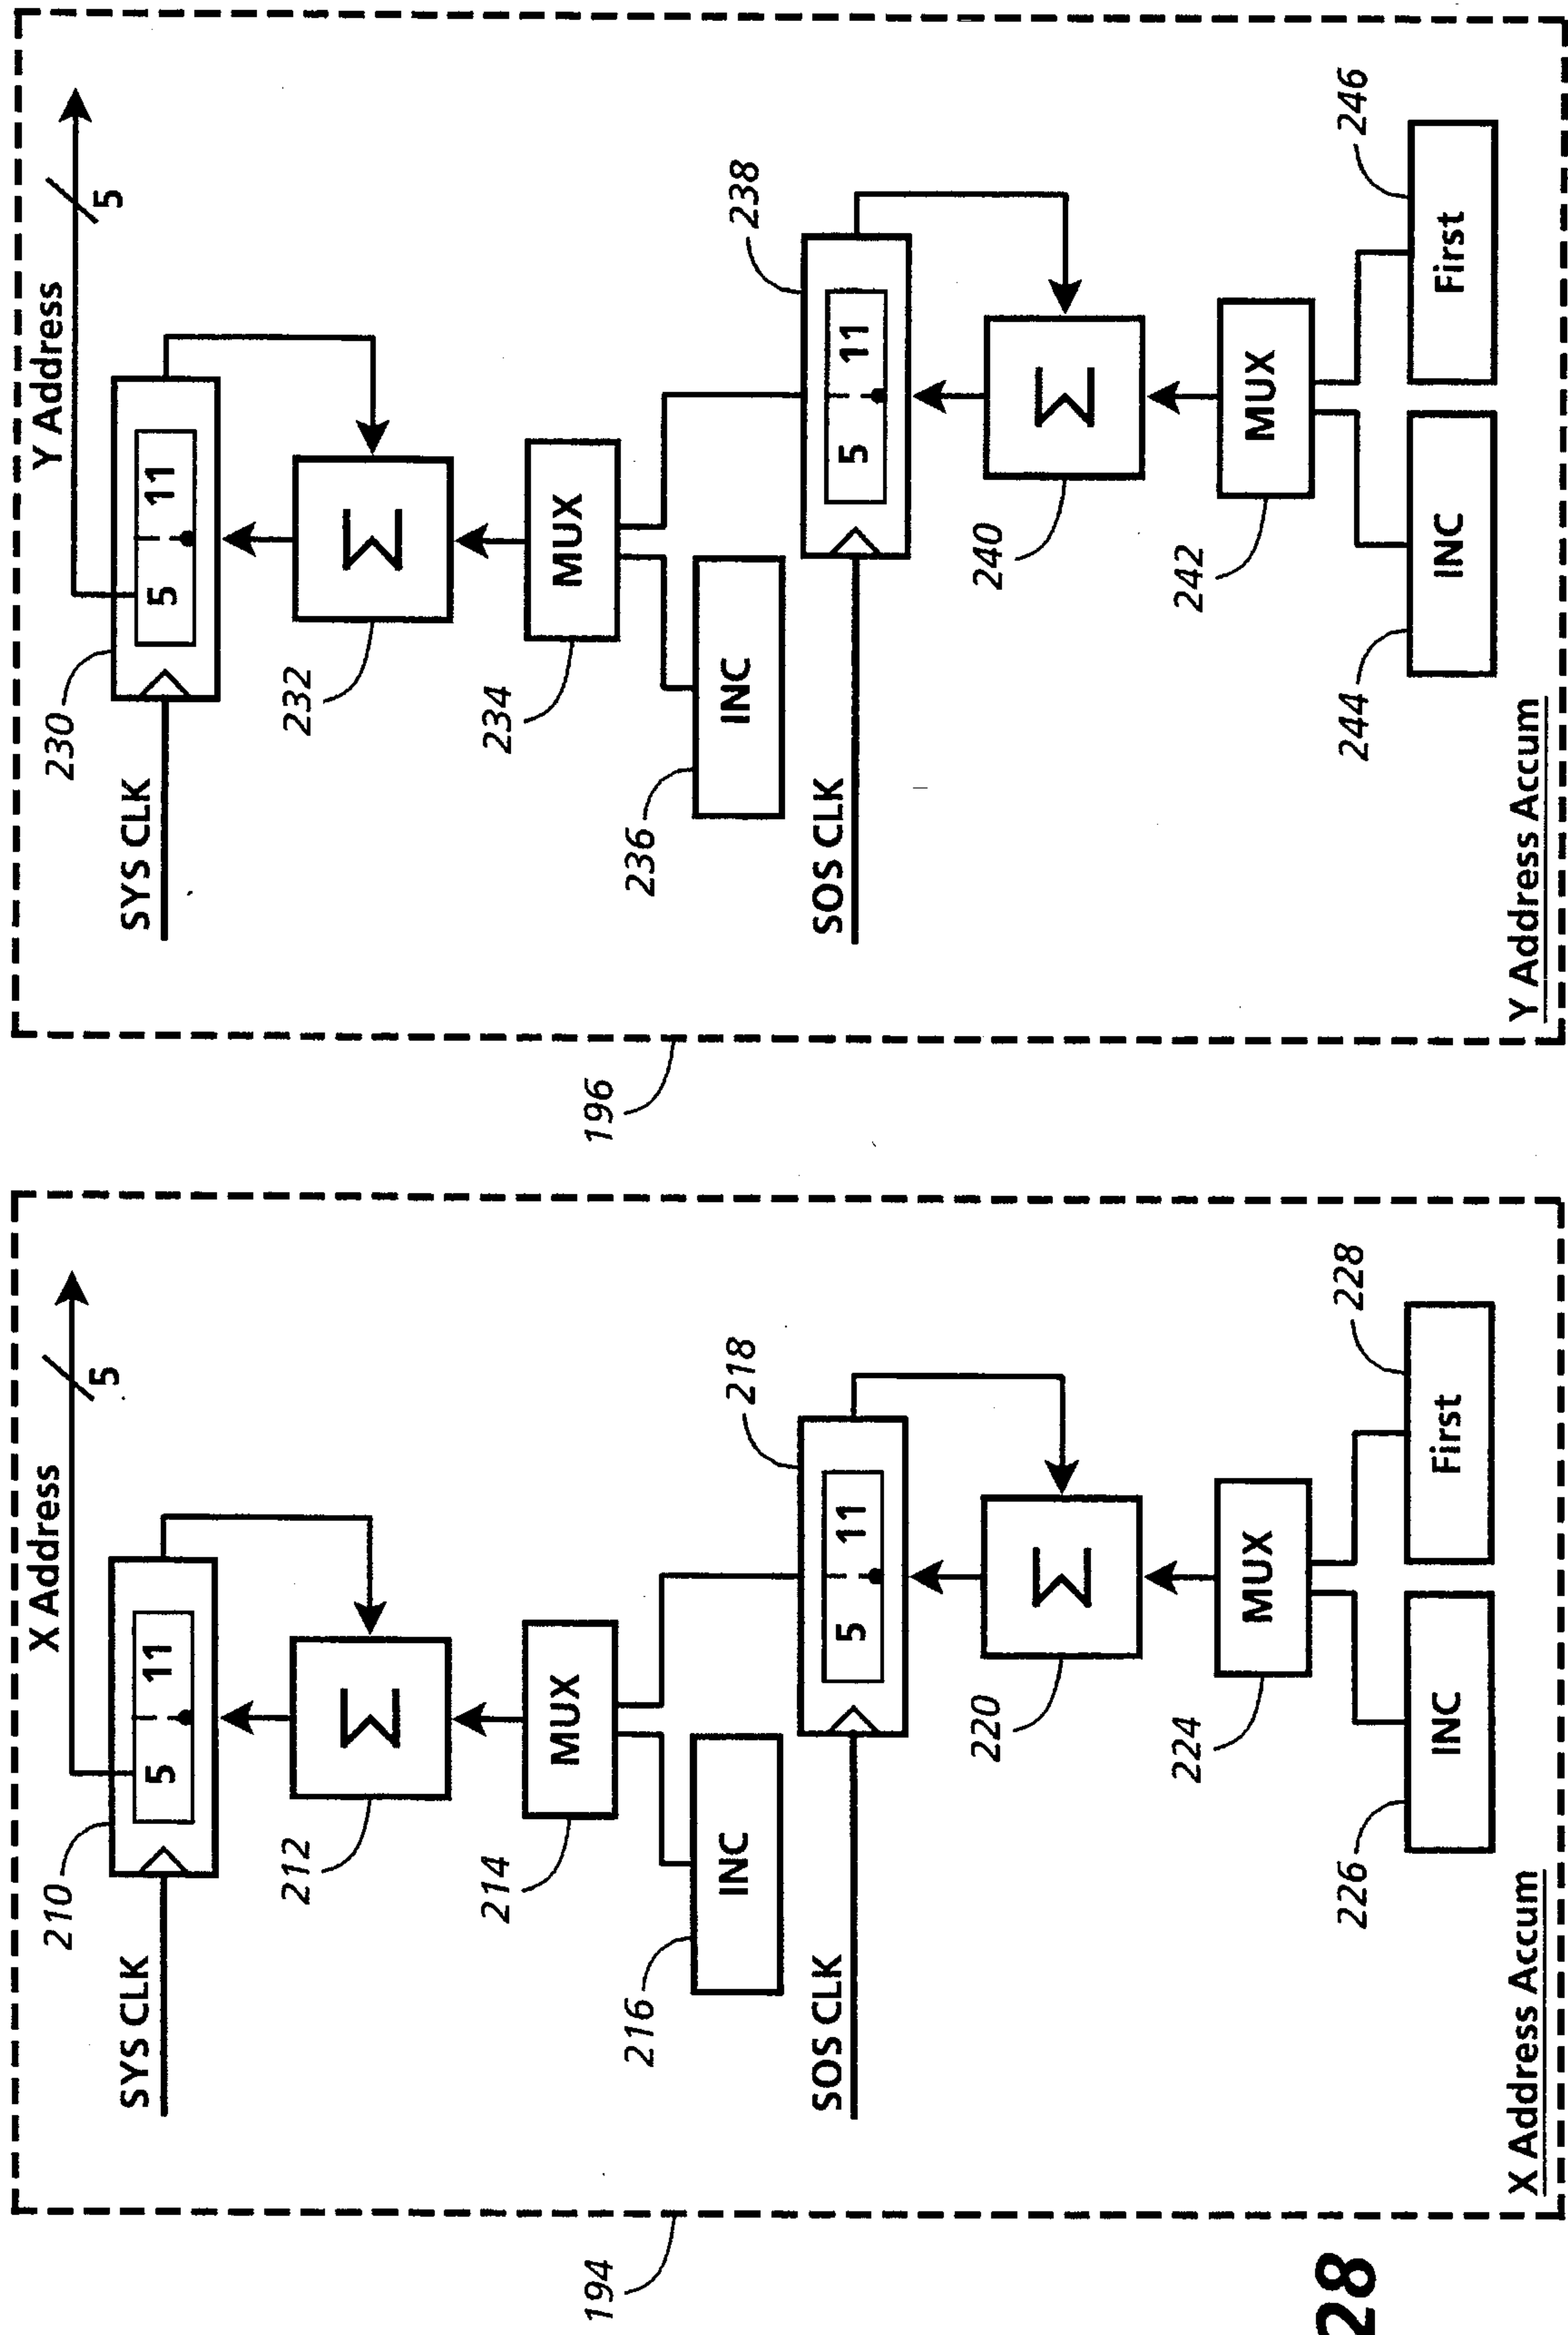 X Address
5
210
5 11
SYS CLK
Σ
212
MUX
214
INC
216
218
5 11
SOS CLK
Σ
220
MUX
224
INC
226
First
228
X Address Accum
194
Y Address
5
230
5 11
SYS CLK
Σ
232
MUX
234
INC
236
238
5 11
SOS CLK
Σ
240
MUX
242
INC
244
First
246
Y Address Accum
196
28